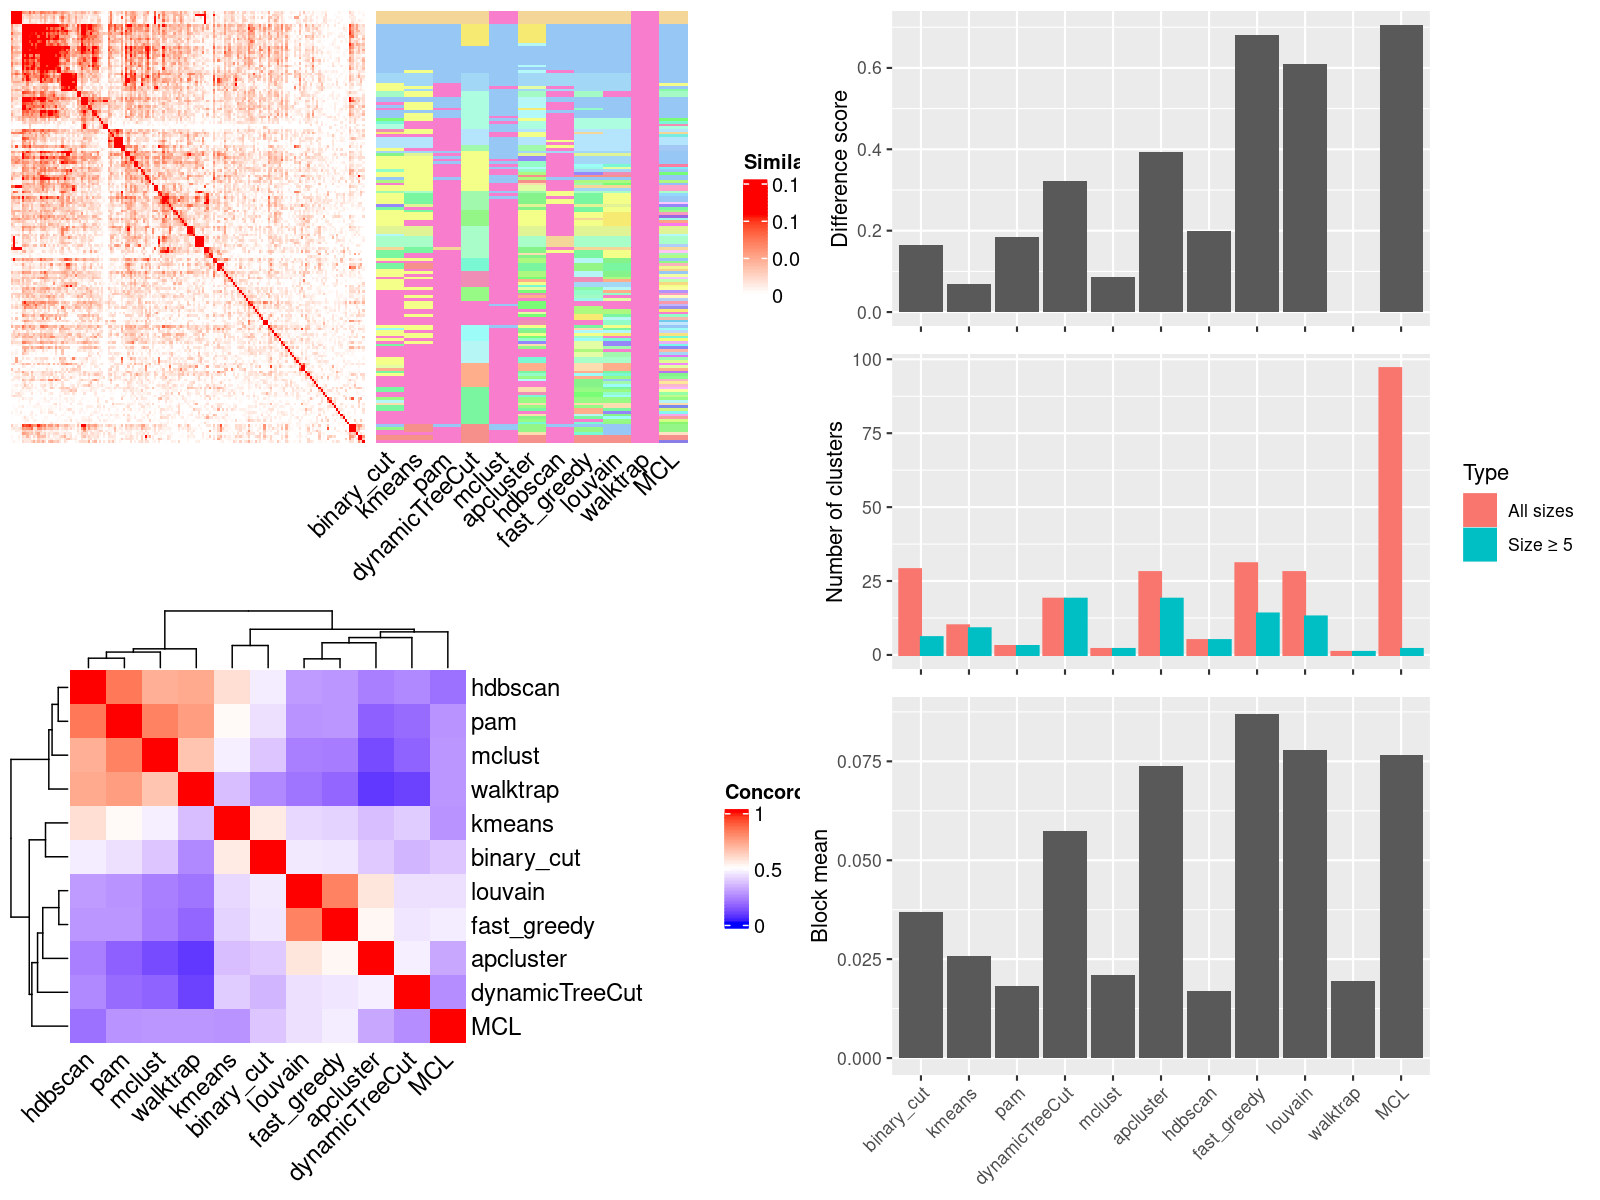 Simila
0.1
0.1
0.0
0
binary_cut
kmeans
pam
dynamicTreeCut
mclust
apcluster
hdbscan
fast_greedy
louvain
walktrap
MCL
hdbscan
pam
mclust
walktrap
kmeans
binary_cut
louvain
fast_greedy
apcluster
dynamicTreeCut
MCL
hdbscan
pam
mclust
walktrap
kmeans
binary_cut
louvain
fast_greedy
apcluster
dynamicTreeCut
MCL
Concord
1
0.5
0
Difference score
0.6
0.4
0.2
0.0
Number of clusters
100
75
50
25
0
Type
All sizes
Size ≥ 5
Block mean
0.075
0.050
0.025
0.000
binary_cut
kmeans
pam
dynamicTreeCut
mclust
apcluster
hdbscan
fast_greedy
louvain
walktrap
MCL